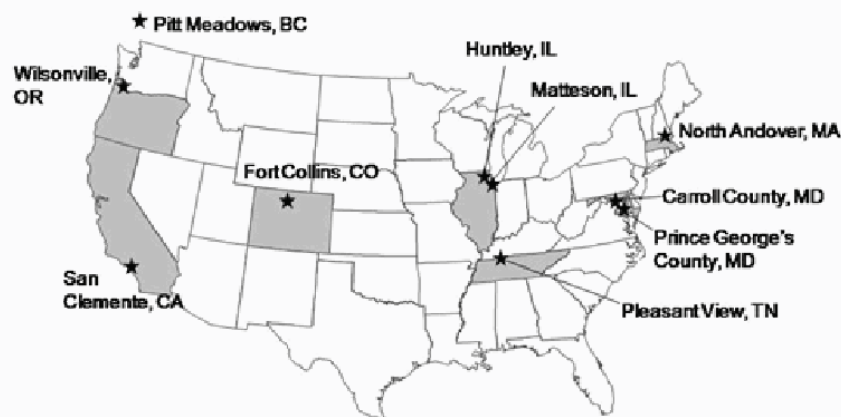 Pitt Meadows, BC
Huntley, IL
Wilsonville,
OR
Matteson, IL
North Andover, MA
Fort Collins, CO
Carroll County, MD
Prince George's
County, MD
San
Clemente, CA
Pleasant View, TN